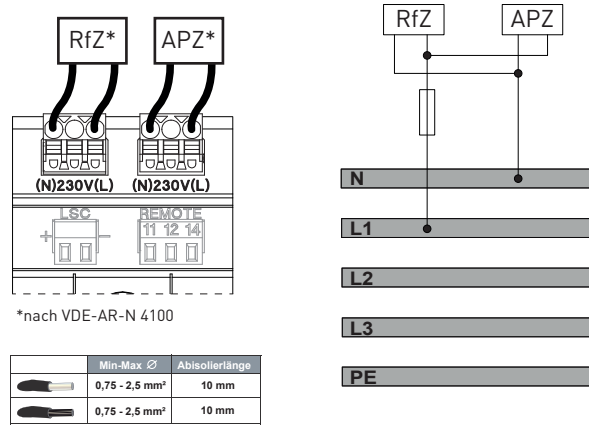 RfZ* APZ*
(N)230V(L) (N)230V(L)
LSC REMOTE
+ - 11 12 14
*nach VDE-AR-N 4100
Min-Max Ø Abisolierlänge
0,75 - 2,5 mm² 10 mm
0,75 - 2,5 mm² 10 mm
RfZ APZ
N
L1
L2
L3
PE